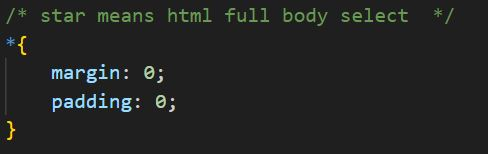 /* star means html full body select  */
*{
    margin: 0;
    padding: 0;
}